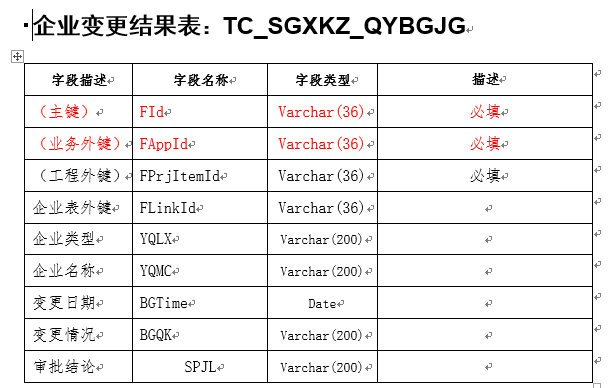 企业变更结果表：TC_SGXKZ_QYBGJG
字段描述 字段名称 字段类型 描述
（主键） FId Varchar(36) 必填
（业务外键） FAppId Varchar(36) 必填
（工程外键） FPrjItemId Varchar(36) 必填
企业表外键 FLinkId Varchar(36)
企业类型 YQLX Varchar(200)
企业名称 YQMC Varchar(200)
变更日期 BGTime Date
变更情况 BGQK Varchar(200)
审批结论 SPJL Varchar(200)